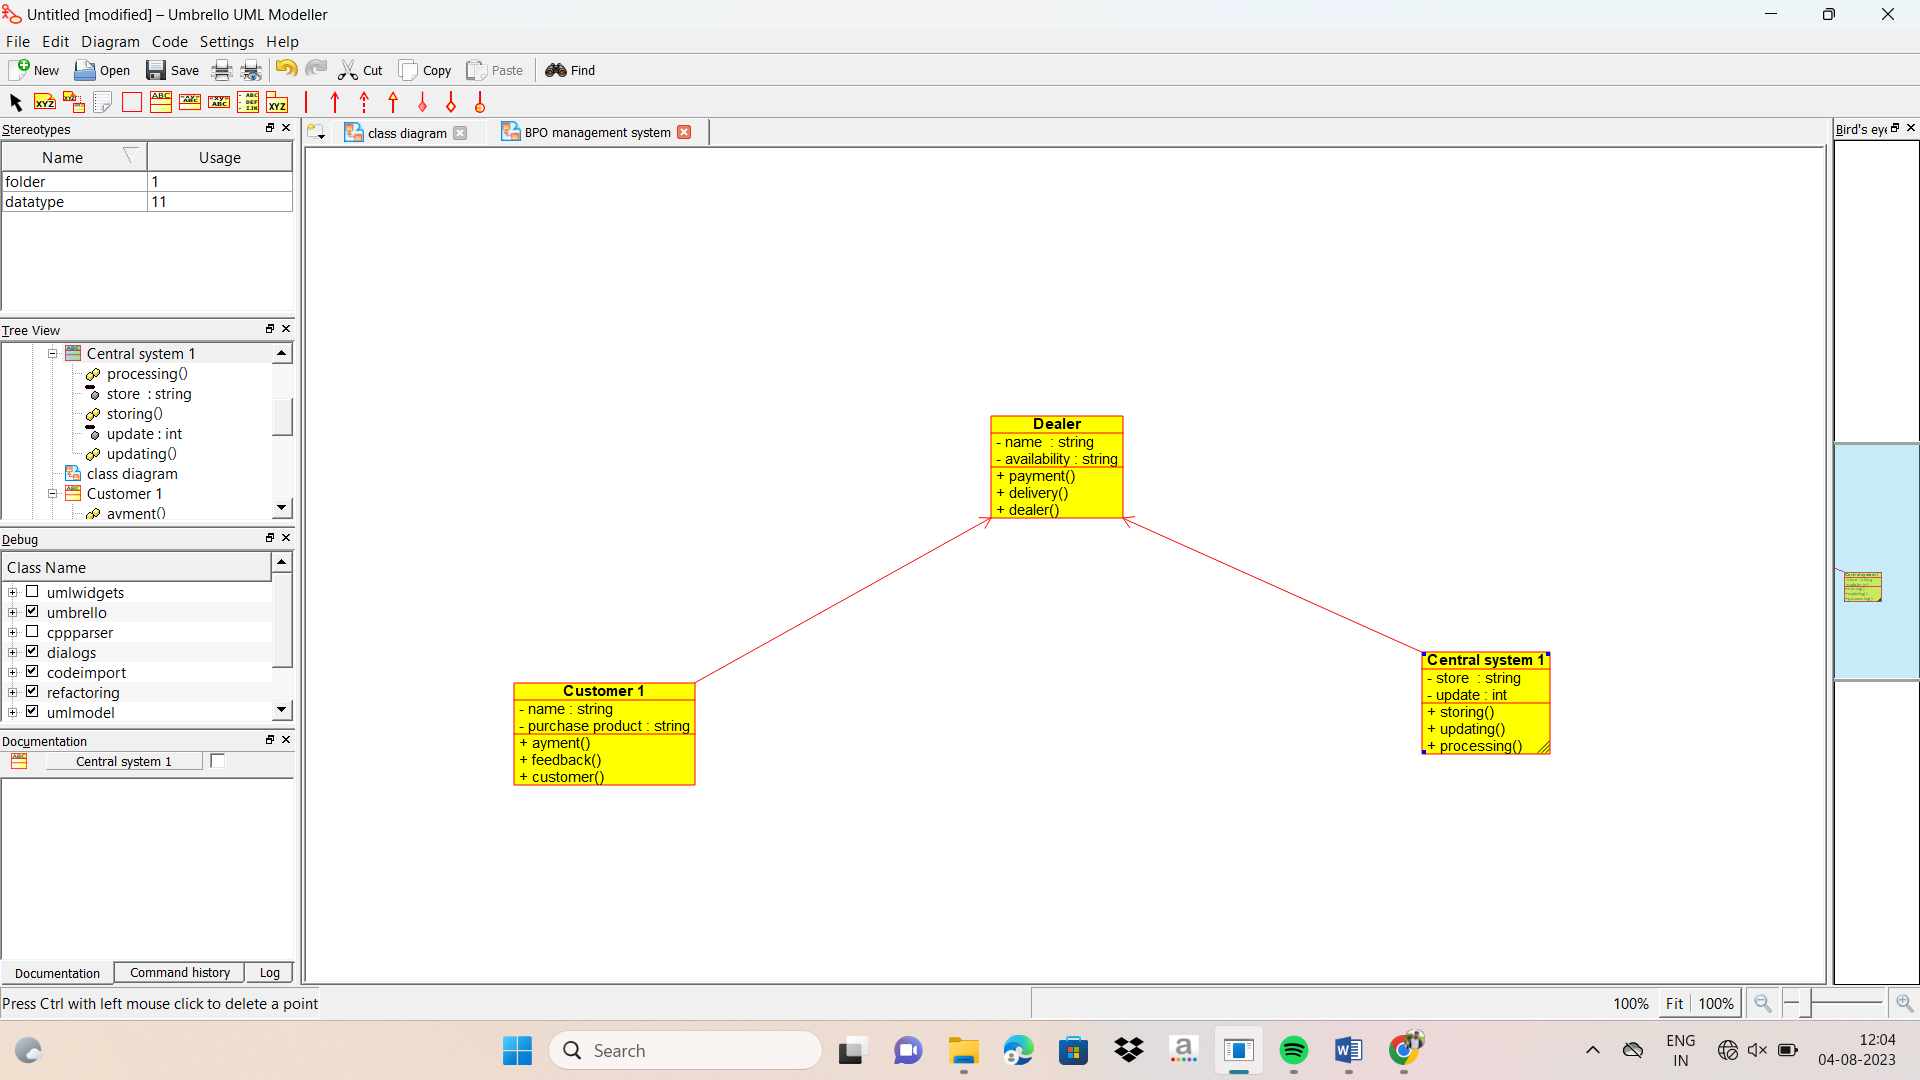 Untitled [modified] – Umbrello UML Modeller
File Edit Diagram Code Settings Help
New Open Save Cut Copy Paste Find
Stereotypes
Name Usage
folder 1
datatype 11
Tree View
Central system 1
processing()
store : string
storing()
update : int
updating()
class diagram
Customer 1
ayment()
Debug
Class Name
umlwidgets
umbrello
cppparser
dialogs
codeimport
refactoring
umlmodel
Documentation
Central system 1
Documentation Command history Log
class diagram BPO management system
Dealer
- name : string
- availability : string
+ payment()
+ delivery()
+ dealer()
Customer 1
- name : string
- purchase product : string
+ ayment()
+ feedback()
+ customer()
Central system 1
- store : string
- update : int
+ storing()
+ updating()
+ processing()
Bird's eye
Press Ctrl with left mouse click to delete a point
100% Fit 100%
Search
ENG
IN
12:04
04-08-2023